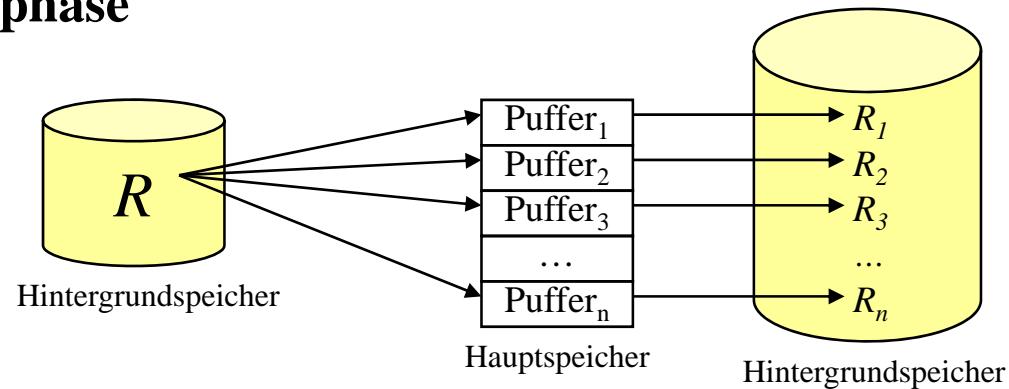 phase
R
Hintergrundspeicher
Puffer₁
Puffer₂
Puffer₃
…
Pufferₙ
Hauptspeicher
R₁
R₂
R₃
...
Rₙ
Hintergrundspeicher